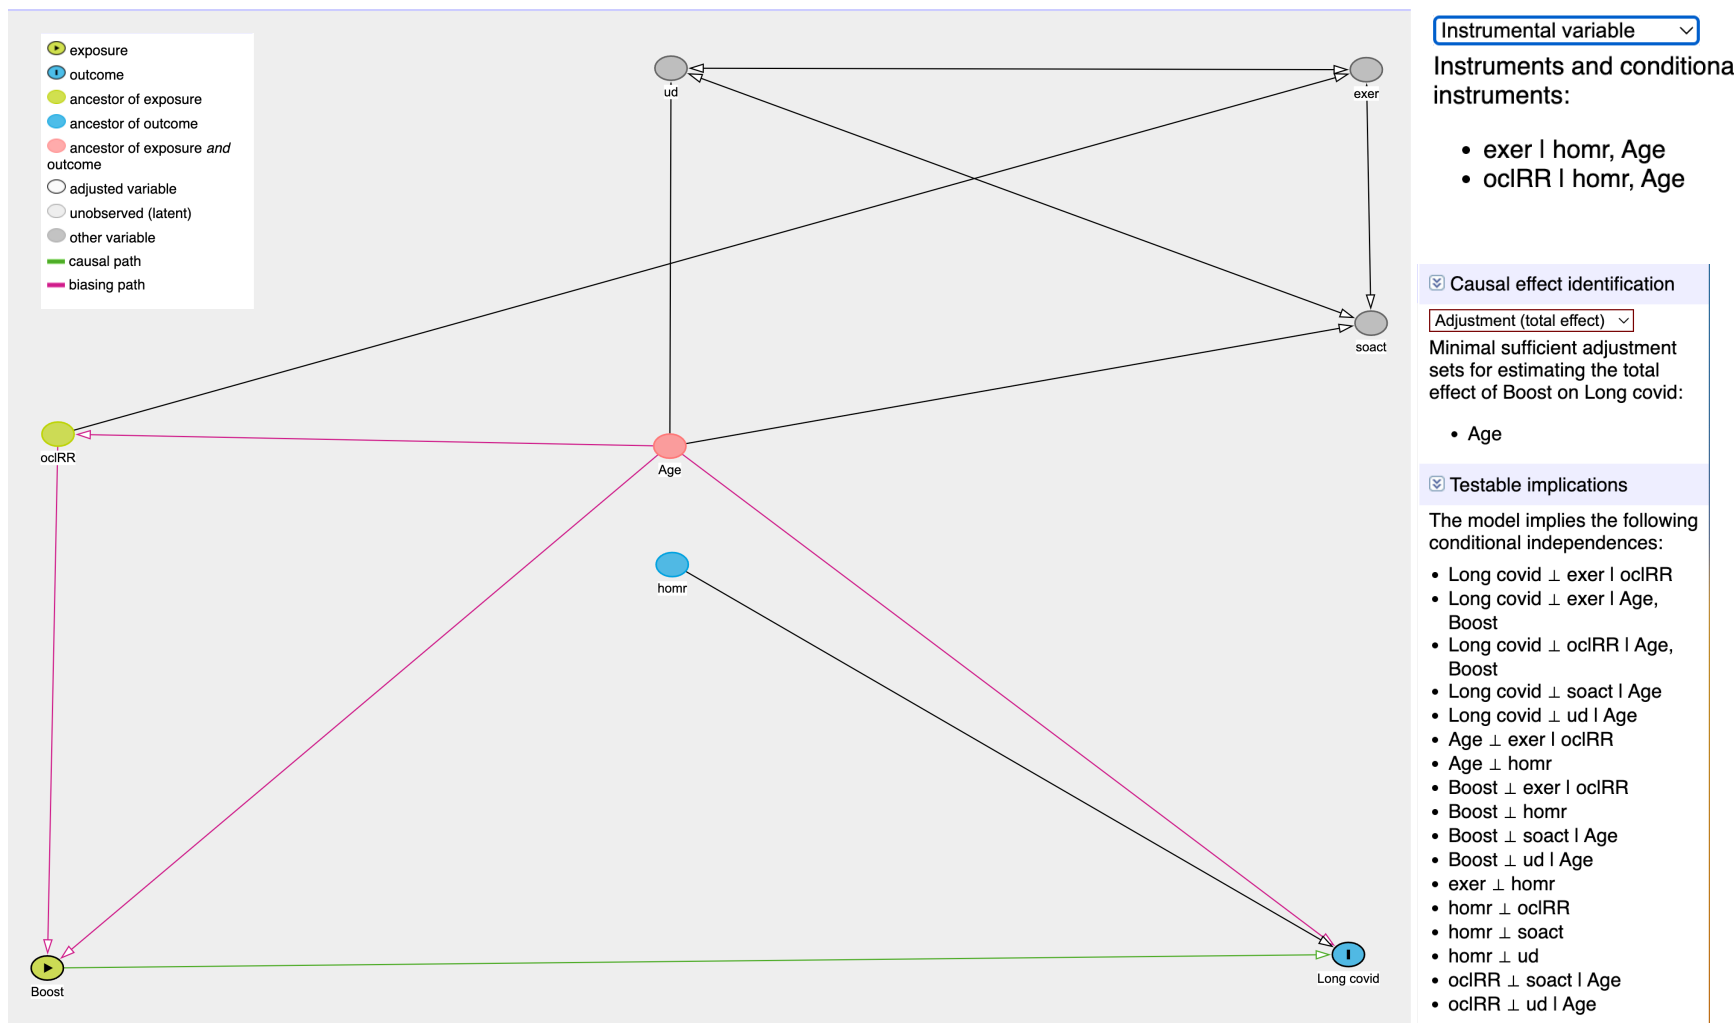 exposure
outcome
ancestor of exposure
ancestor of outcome
ancestor of exposure and
outcome
adjusted variable
unobserved (latent)
other variable
causal path
biasing path
ud
exer
soact
oclRR
Age
homr
Boost
Long covid
Instrumental variable
Instruments and conditiona
instruments:
• exer | homr, Age
• oclRR | homr, Age
Causal effect identification
Adjustment (total effect)
Minimal sufficient adjustment
sets for estimating the total
effect of Boost on Long covid:
• Age
Testable implications
The model implies the following
conditional independences:
• Long covid ⊥ exer | oclRR
• Long covid ⊥ exer | Age,
Boost
• Long covid ⊥ oclRR | Age,
Boost
• Long covid ⊥ soact | Age
• Long covid ⊥ ud | Age
• Age ⊥ exer | oclRR
• Age ⊥ homr
• Boost ⊥ exer | oclRR
• Boost ⊥ homr
• Boost ⊥ soact | Age
• Boost ⊥ ud | Age
• exer ⊥ homr
• homr ⊥ oclRR
• homr ⊥ soact
• homr ⊥ ud
• oclRR ⊥ soact | Age
• oclRR ⊥ ud | Age